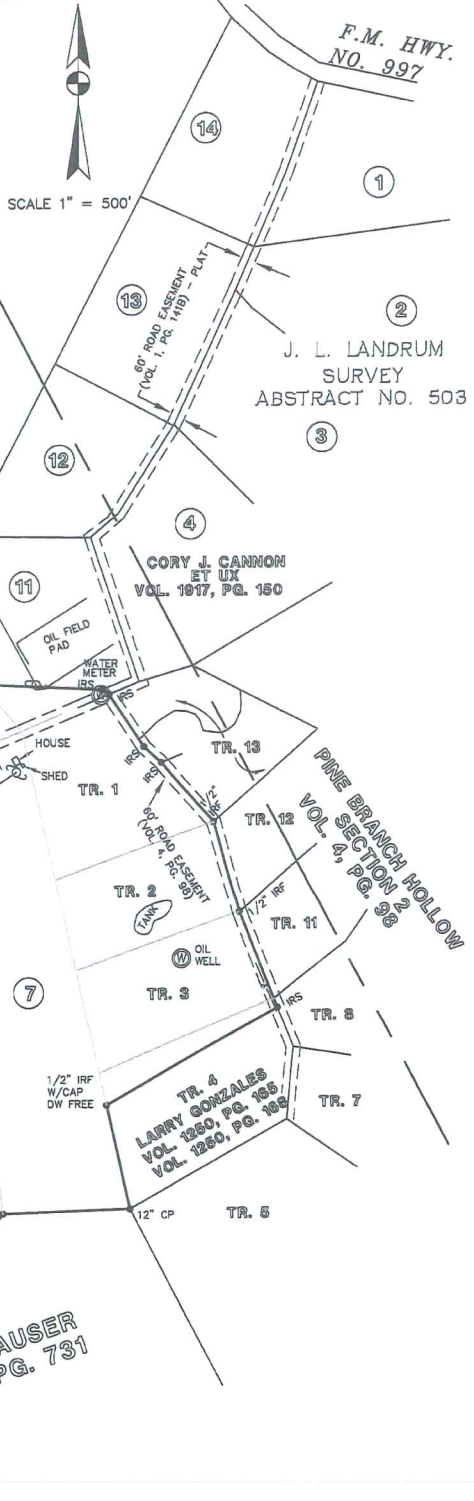 F.M. HWY.
NO. 997
14
1
SCALE 1" = 500'
60' ROAD EASEMENT
(VOL. 1, PG. 141B) - PLAT
13
2
J. L. LANDRUM
SURVEY
ABSTRACT NO. 503
3
12
4
CORY J. CANNON
ET UX
VOL. 1917, PG. 150
11
OIL FIELD
PAD
WATER
METER
IRS
IRS
HOUSE
SHED
TR. 1
IRS
IRS
TR. 13
60' ROAD EASEMENT
(VOL. 4, PG. 98)
1/2"
IRF
TR. 12
PINE BRANCH HOLLOW
SECTION 2
VOL. 4, PG. 98
TR. 2
TANK
1/2" IRF
TR. 11
W
OIL
WELL
7
TR. 3
IRS
TR. 8
1/2" IRF
W/CAP
DW FREE
TR. 4
LARRY GONZALES
VOL. 1250, PG. 165
VOL. 1250, PG. 168
TR. 7
12" CP
TR. 5
AUSER
PG. 731